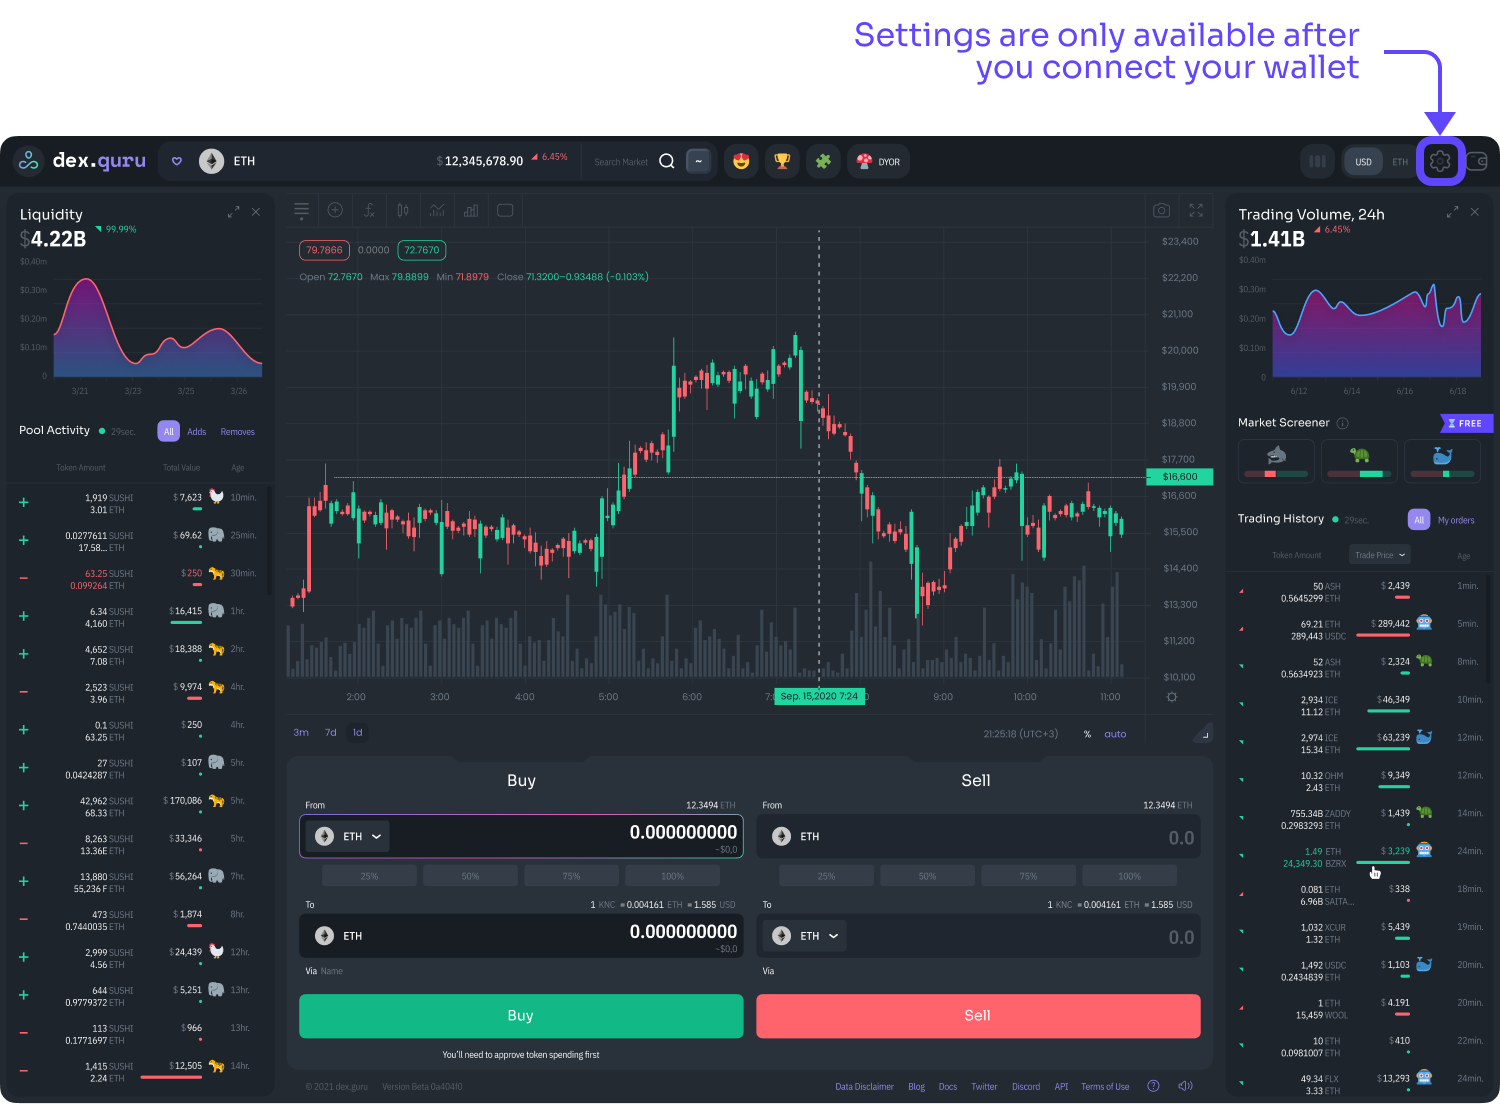 Settings are only available after
you connect your wallet
dex.guru
ETH
$12,345,678.90 6.45%
Search Market
~
DYOR
USD
ETH
Liquidity
$4.22B 99.99%
$0.40m
$0.30m
$0.20m
$0.10m
0
3/21 3/23 3/25 3/26
Pool Activity 29sec. All Adds Removes
Token Amount Total Value Age
+ 1,919 SUSHI $7,623 10min.
3.01 ETH
+ 0.0277611 SUSHI $69.62 25min.
17.58... ETH
− 63.25 SUSHI $250 30min.
0.099264 ETH
+ 6.34 SUSHI $16,415 1hr.
4,160 ETH
+ 4,652 SUSHI $18,388 2hr.
7.08 ETH
− 2,523 SUSHI $9,974 4hr.
3.96 ETH
+ 0.1 SUSHI $250 4hr.
63.25 ETH
+ 27 SUSHI $107 5hr.
0.0424287 ETH
+ 42,962 SUSHI $170,086 5hr.
68.33 ETH
− 8,263 SUSHI $33,346 5hr.
13.36E ETH
+ 13,880 SUSHI $56,264 7hr.
55,236 F ETH
− 473 SUSHI $1,874 8hr.
0.7440035 ETH
+ 2,999 SUSHI $24,439 12hr.
4.56 ETH
+ 644 SUSHI $5,251 13hr.
0.9779372 ETH
− 113 SUSHI $966 13hr.
0.1771697 ETH
− 1,415 SUSHI $12,505 14hr.
2.24 ETH
79.7866 0.0000 72.7670
Open 72.7670 Max 79.8899 Min 71.8979 Close 71.3200−0.93488 (−0.103%)
$23,400
$22,200
$21,100
$20,000
$19,900
$18,800
$17,700
$16,600
$16,600
$15,500
$14,400
$13,300
$11,200
$10,100
2:00 3:00 4:00 5:00 6:00 Sep. 15,2020 7:24 9:00 10:00 11:00
3m 7d 1d
21:25:18 (UTC+3) % auto
Buy
From 12.3494 ETH
ETH 0.000000000
~$0,0
25% 50% 75% 100%
To 1 KNC = 0.004161 ETH = 1.585 USD
ETH 0.000000000
~$0,0
Via Name
Buy
You'll need to approve token spending first
Sell
From 12.3494 ETH
ETH 0.0
25% 50% 75% 100%
To 1 KNC = 0.004161 ETH = 1.585 USD
ETH 0.0
Via
Sell
© 2021 dex.guru Version Beta 0a404f0
Data Disclaimer Blog Docs Twitter Discord API Terms of Use ?
Trading Volume, 24h
$1.41B 6.45%
$0.40m
$0.30m
$0.20m
$0.10m
0
6/12 6/14 6/16 6/18
Market Screener FREE
Trading History 29sec. All My orders
Token Amount Trade Price Age
50 ASH $2,439 1min.
0.5645299 ETH
69.21 ETH $289,442 5min.
289,443 USDC
52 ASH $2,324 8min.
0.5634923 ETH
2,934 ICE $46,349 10min.
11.12 ETH
2,974 ICE $63,239 12min.
15.34 ETH
10.32 OHM $9,349 12min.
2.43 ETH
755.34B ZADDY $1,439 14min.
0.2983293 ETH
1.49 ETH $3,239 24min.
24,349.30 BZRX
0.081 ETH $338 18min.
6.96B SAITA...
1,032 XCUR $5,439 19min.
1.32 ETH
1,492 USDC $1,103 20min.
0.2434839 ETH
1 ETH $4.191 20min.
15,459 WOOL
10 ETH $410 22min.
0.0981007 ETH
49.34 FLX $13,293 24min.
3.33 ETH